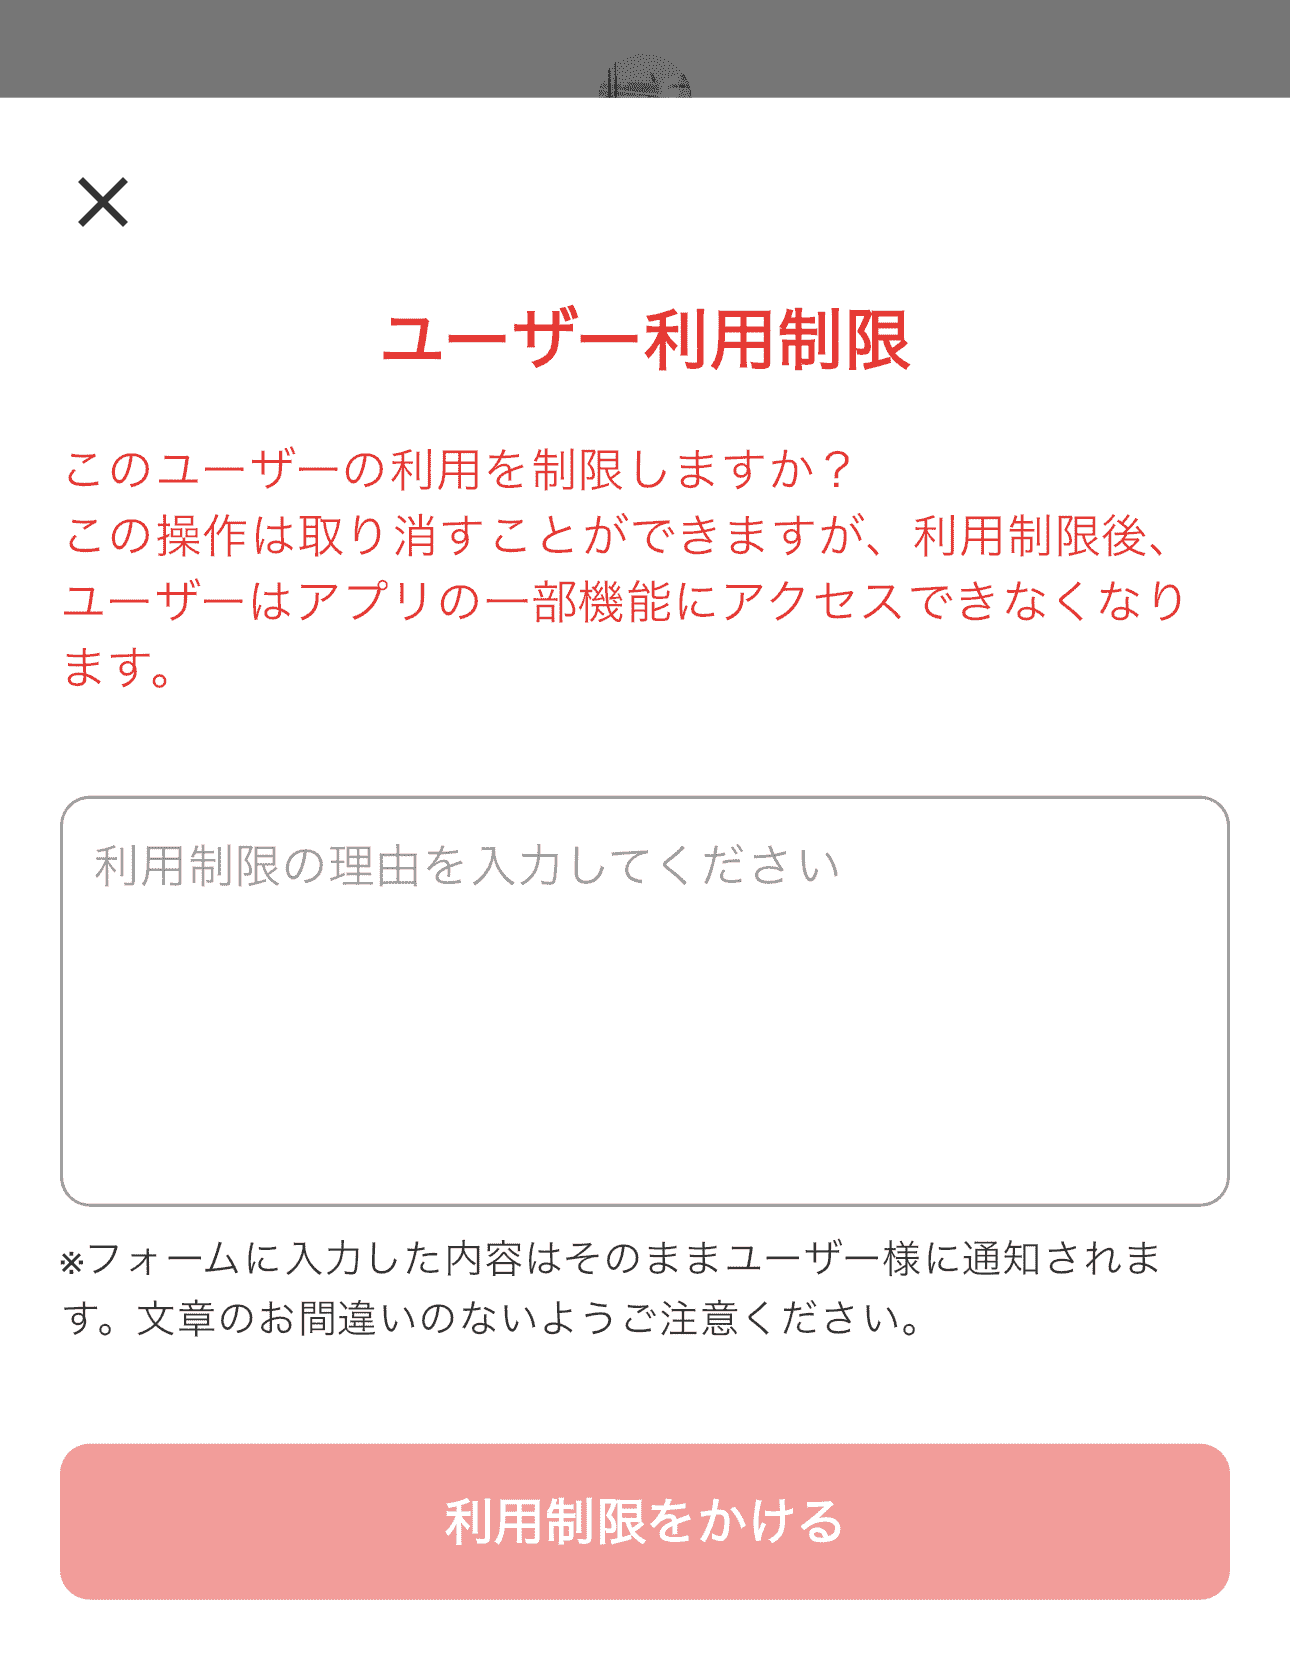 ユーザー利用制限
このユーザーの利用を制限しますか？
この操作は取り消すことができますが、利用制限後、
ユーザーはアプリの一部機能にアクセスできなくなり
ます。
利用制限の理由を入力してください
※フォームに入力した内容はそのままユーザー様に通知されま
す。文章のお間違いのないようご注意ください。
利用制限をかける